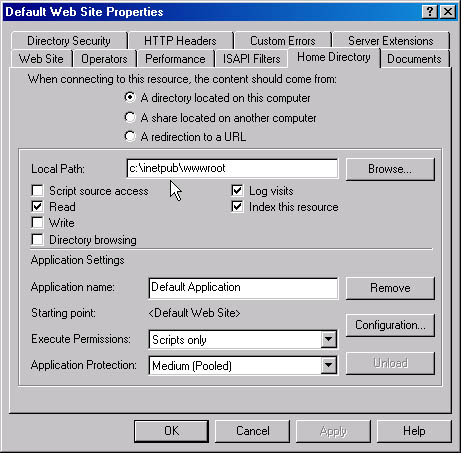 Default Web Site Properties
Directory Security HTTP Headers Custom Errors Server Extensions
Web Site Operators Performance ISAPI Filters Home Directory Documents
When connecting to this resource, the content should come from:
A directory located on this computer
A share located on another computer
A redirection to a URL
Local Path: c:\inetpub\wwwroot Browse...
Script source access Log visits
Read Index this resource
Write
Directory browsing
Application Settings
Application name: Default Application Remove
Starting point: <Default Web Site>
Configuration...
Execute Permissions: Scripts only
Application Protection: Medium (Pooled) Unload
OK Cancel Apply Help